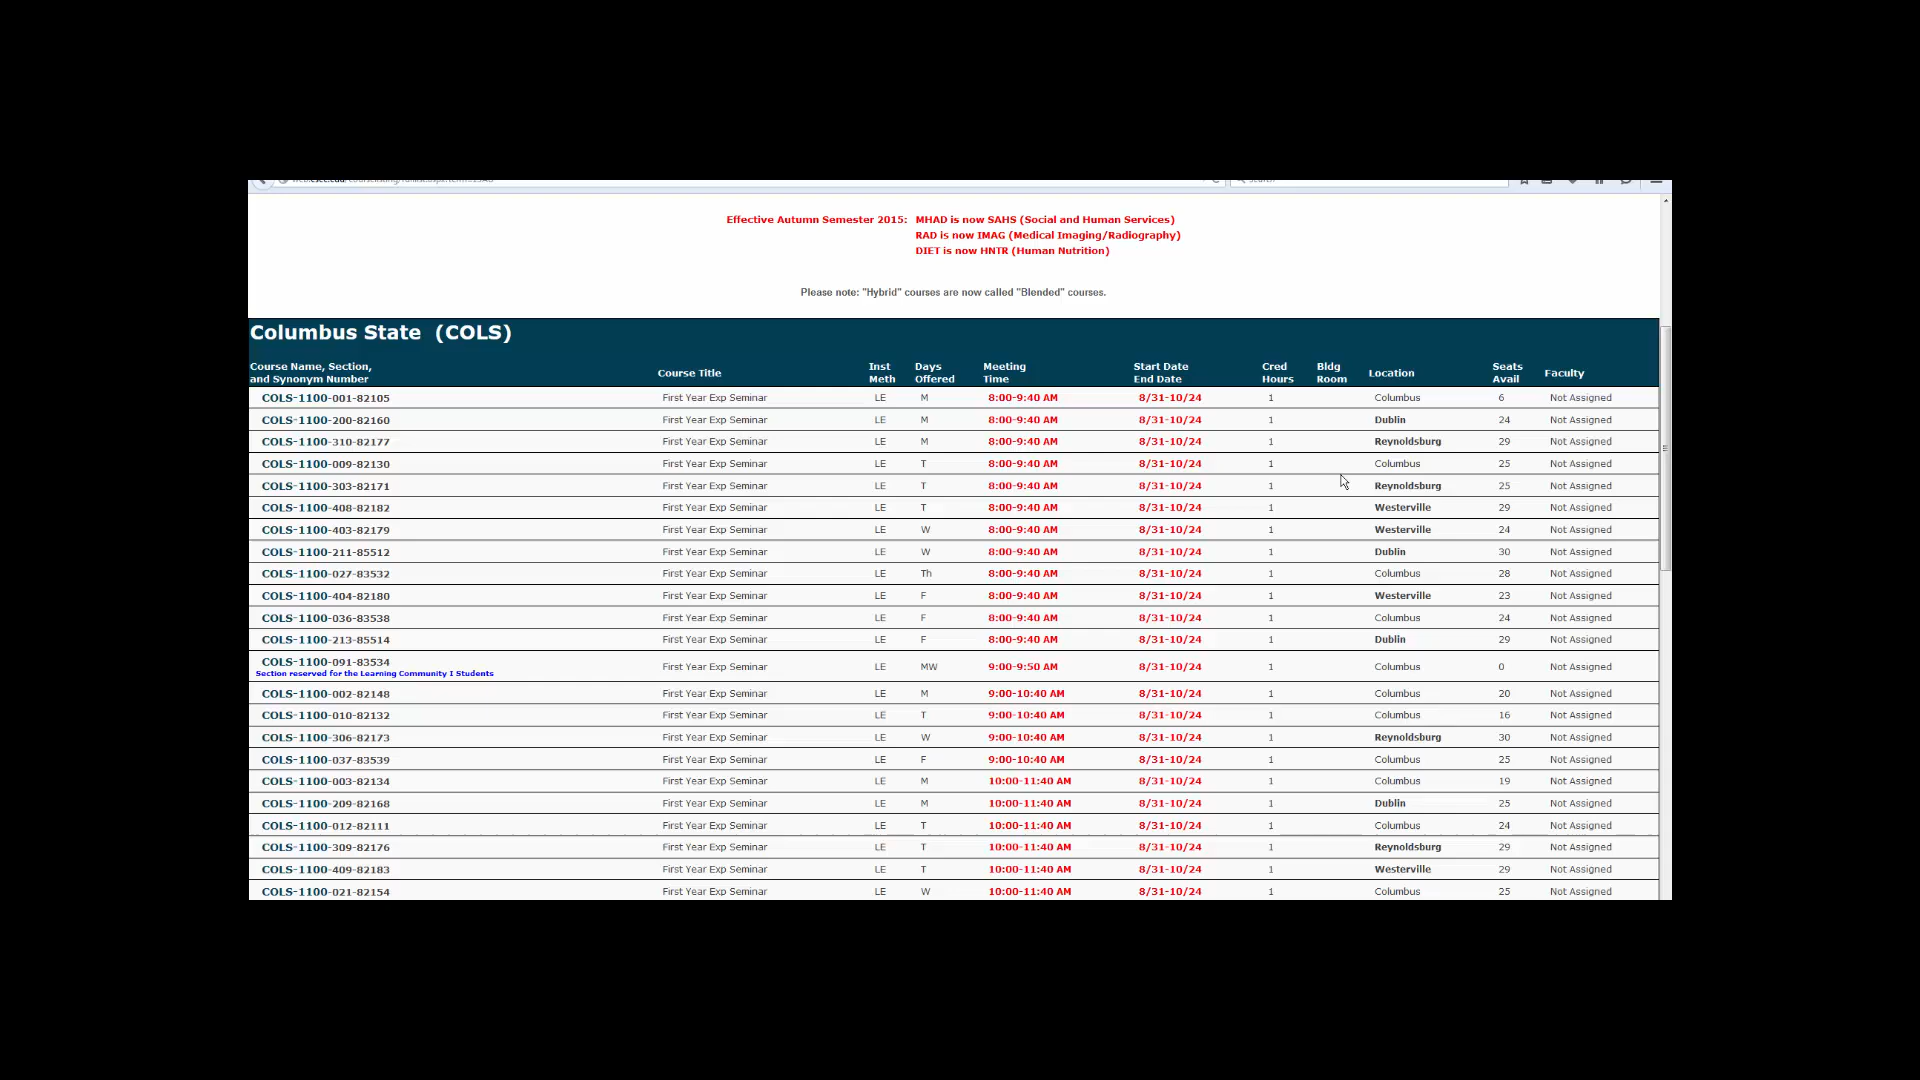 Effective Autumn Semester 2015: MHAD is now SAHS (Social and Human Services)
RAD is now IMAG (Medical Imaging/Radiography)
DIET is now HNTR (Human Nutrition)
Please note: "Hybrid" courses are now called "Blended" courses.
Columbus State (COLS)
Course Name, Section, and Synonym Number Course Title Inst Meth Days Offered Meeting Time Start Date End Date Cred Hours Bldg Room Location Seats Avail Faculty
COLS-1100-001-82105 First Year Exp Seminar LE M 8:00-9:40 AM 8/31-10/24 1 Columbus 6 Not Assigned
COLS-1100-200-82160 First Year Exp Seminar LE M 8:00-9:40 AM 8/31-10/24 1 Dublin 24 Not Assigned
COLS-1100-310-82177 First Year Exp Seminar LE M 8:00-9:40 AM 8/31-10/24 1 Reynoldsburg 29 Not Assigned
COLS-1100-009-82130 First Year Exp Seminar LE T 8:00-9:40 AM 8/31-10/24 1 Columbus 25 Not Assigned
COLS-1100-303-82171 First Year Exp Seminar LE T 8:00-9:40 AM 8/31-10/24 1 Reynoldsburg 25 Not Assigned
COLS-1100-408-82182 First Year Exp Seminar LE T 8:00-9:40 AM 8/31-10/24 1 Westerville 29 Not Assigned
COLS-1100-403-82179 First Year Exp Seminar LE W 8:00-9:40 AM 8/31-10/24 1 Westerville 24 Not Assigned
COLS-1100-211-85512 First Year Exp Seminar LE W 8:00-9:40 AM 8/31-10/24 1 Dublin 30 Not Assigned
COLS-1100-027-83532 First Year Exp Seminar LE Th 8:00-9:40 AM 8/31-10/24 1 Columbus 28 Not Assigned
COLS-1100-404-82180 First Year Exp Seminar LE F 8:00-9:40 AM 8/31-10/24 1 Westerville 23 Not Assigned
COLS-1100-036-83538 First Year Exp Seminar LE F 8:00-9:40 AM 8/31-10/24 1 Columbus 24 Not Assigned
COLS-1100-213-85514 First Year Exp Seminar LE F 8:00-9:40 AM 8/31-10/24 1 Dublin 29 Not Assigned
COLS-1100-091-83534 First Year Exp Seminar LE MW 9:00-9:50 AM 8/31-10/24 1 Columbus 0 Not Assigned
Section reserved for the Learning Community I Students
COLS-1100-002-82148 First Year Exp Seminar LE M 9:00-10:40 AM 8/31-10/24 1 Columbus 20 Not Assigned
COLS-1100-010-82132 First Year Exp Seminar LE T 9:00-10:40 AM 8/31-10/24 1 Columbus 16 Not Assigned
COLS-1100-306-82173 First Year Exp Seminar LE W 9:00-10:40 AM 8/31-10/24 1 Reynoldsburg 30 Not Assigned
COLS-1100-037-83539 First Year Exp Seminar LE F 9:00-10:40 AM 8/31-10/24 1 Columbus 25 Not Assigned
COLS-1100-003-82134 First Year Exp Seminar LE M 10:00-11:40 AM 8/31-10/24 1 Columbus 19 Not Assigned
COLS-1100-209-82168 First Year Exp Seminar LE M 10:00-11:40 AM 8/31-10/24 1 Dublin 25 Not Assigned
COLS-1100-012-82111 First Year Exp Seminar LE T 10:00-11:40 AM 8/31-10/24 1 Columbus 24 Not Assigned
COLS-1100-309-82176 First Year Exp Seminar LE T 10:00-11:40 AM 8/31-10/24 1 Reynoldsburg 29 Not Assigned
COLS-1100-409-82183 First Year Exp Seminar LE T 10:00-11:40 AM 8/31-10/24 1 Westerville 29 Not Assigned
COLS-1100-021-82154 First Year Exp Seminar LE W 10:00-11:40 AM 8/31-10/24 1 Columbus 25 Not Assigned